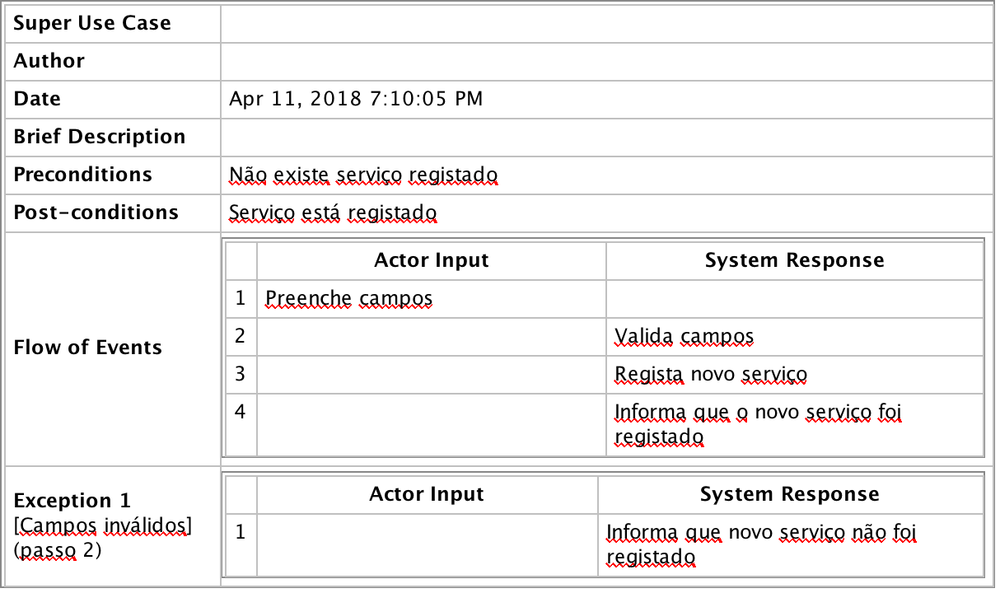 Super Use Case
Author
Date
Apr 11, 2018 7:10:05 PM
Brief Description
Preconditions
Não existe serviço registado
Post-conditions
Serviço está registado
Flow of Events
Actor Input
System Response
1
Preenche campos
2
Valida campos
3
Regista novo serviço
4
Informa que o novo serviço foi
registado
Exception 1
[Campos inválidos]
(passo 2)
Actor Input
System Response
1
Informa que novo serviço não foi
registado